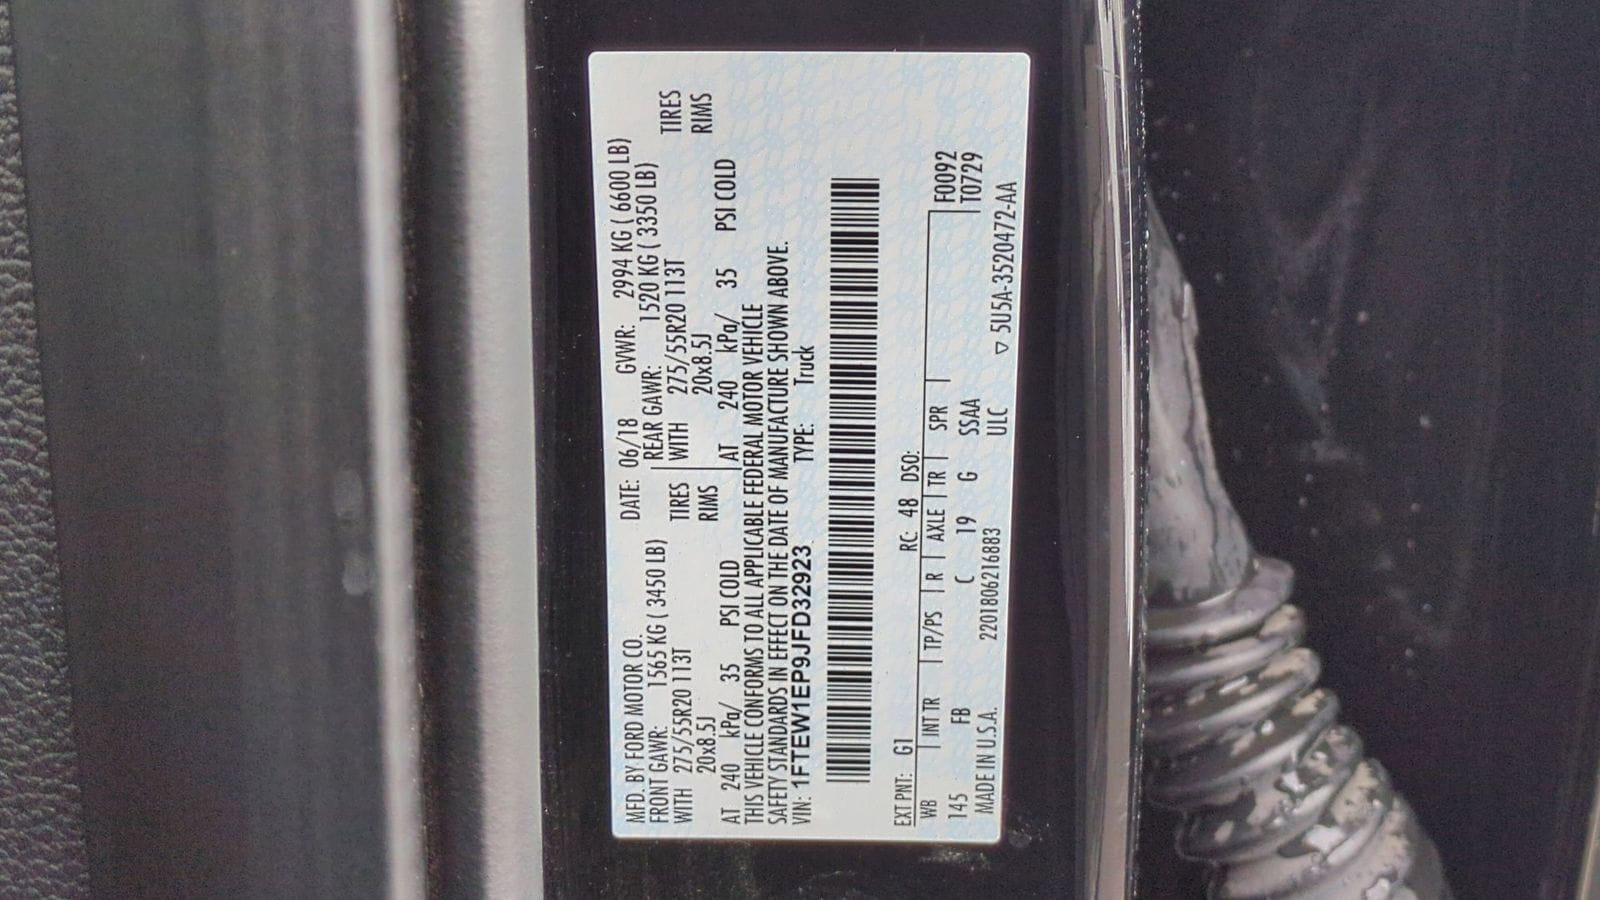 MFD. BY FORD MOTOR CO. DATE: 06/18 GVWR: 2994 KG ( 6600 LB)
FRONT GAWR: 1565 KG ( 3450 LB) REAR GAWR: 1520 KG ( 3350 LB)
WITH 275/55R20 113T TIRES WITH 275/55R20 113T TIRES
20x8.5J RIMS 20x8.5J RIMS
AT 240 kPa/ 35 PSI COLD AT 240 kPa/ 35 PSI COLD
THIS VEHICLE CONFORMS TO ALL APPLICABLE FEDERAL MOTOR VEHICLE
SAFETY STANDARDS IN EFFECT ON THE DATE OF MANUFACTURE SHOWN ABOVE.
VIN: 1FTEW1EP9JFD32923 TYPE: Truck
EXT PNT: G1 RC: 48 DSO:
WB INT TR TP/PS R AXLE TR SPR F0092
145 FB C 19 G SSAA T0729
MADE IN U.S.A. 2201806216883 ULC ▽ 5U5A-3520472-AA